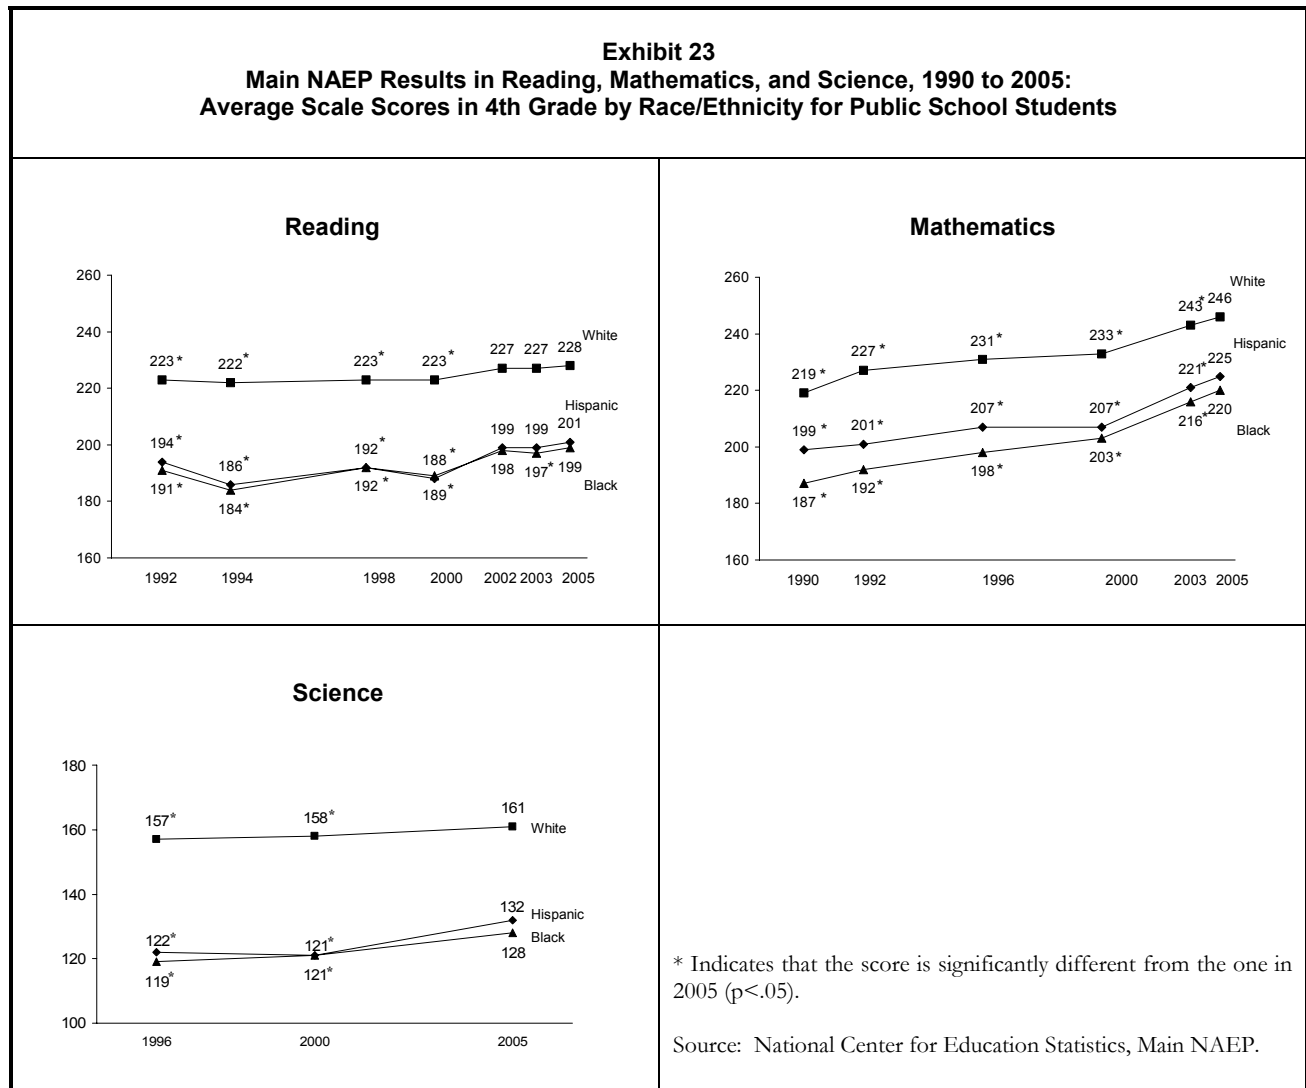 Exhibit 23
Main NAEP Results in Reading, Mathematics, and Science, 1990 to 2005:
Average Scale Scores in 4th Grade by Race/Ethnicity for Public School Students
Reading
260
240
220
200
180
160
223* 222* 223* 223* 227 227 228
White
Hispanic
194* 186* 192* 188* 199 199 201
191* 184* 192* 189* 198 197* 199
Black
1992 1994 1998 2000 2002 2003 2005
Mathematics
260
240
220
200
180
160
White
219* 227* 231* 233* 243* 246
Hispanic
199* 201* 207* 207* 221* 225
187* 192* 198* 203* 216* 220
Black
1990 1992 1996 2000 2003 2005
Science
180
160
140
120
100
157* 158* 161
White
122* 121* 132
Hispanic
Black
119* 121* 128
1996 2000 2005
* Indicates that the score is significantly different from the one in
2005 (p<.05).
Source: National Center for Education Statistics, Main NAEP.